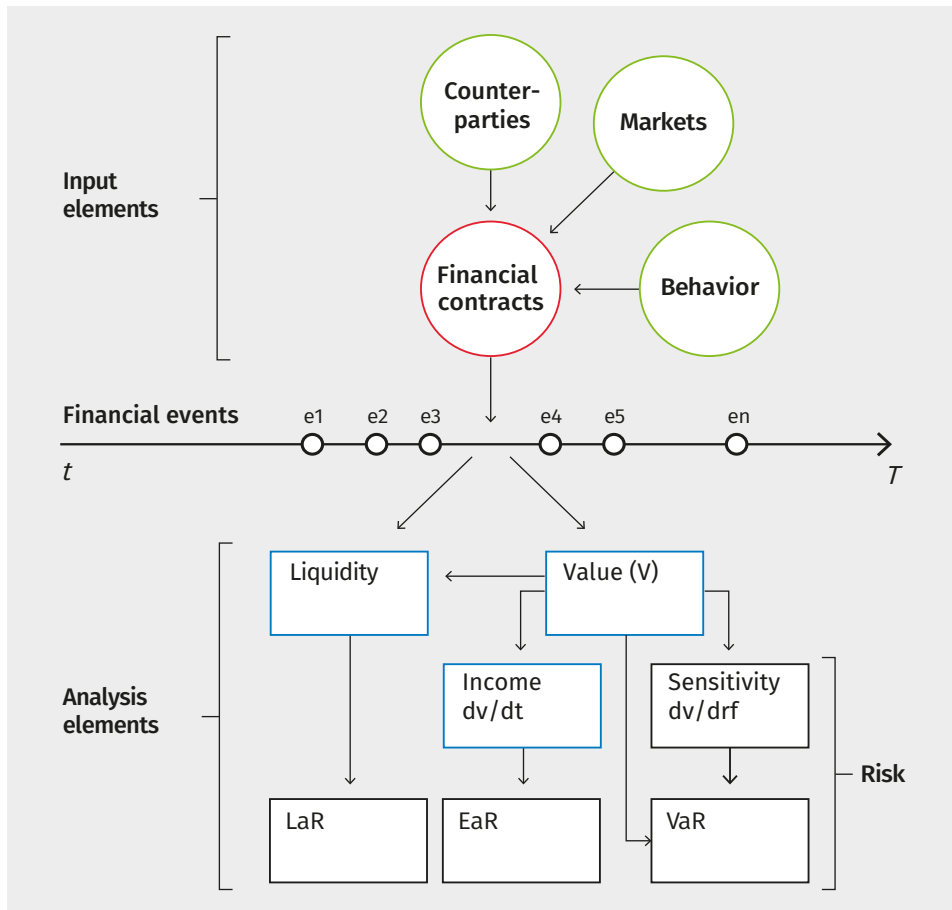 Counter-
parties
Markets
Input
elements
Financial
contracts
Behavior
Financial events
e1
e2
e3
e4
e5
en
t
T
Liquidity
Value (V)
Analysis
elements
Income
dv/dt
Sensitivity
dv/drf
Risk
LaR
EaR
VaR